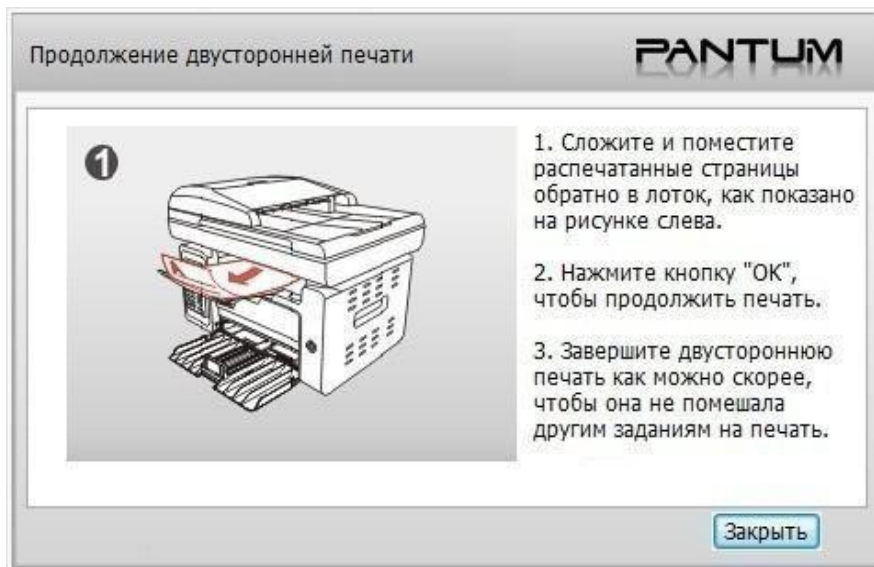 Продолжение двусторонней печати
PANTUM
1
1. Сложите и поместите
распечатанные страницы
обратно в лоток, как показано
на рисунке слева.
2. Нажмите кнопку "ОК",
чтобы продолжить печать.
3. Завершите двустороннюю
печать как можно скорее,
чтобы она не помешала
другим заданиям на печать.
Закрыть